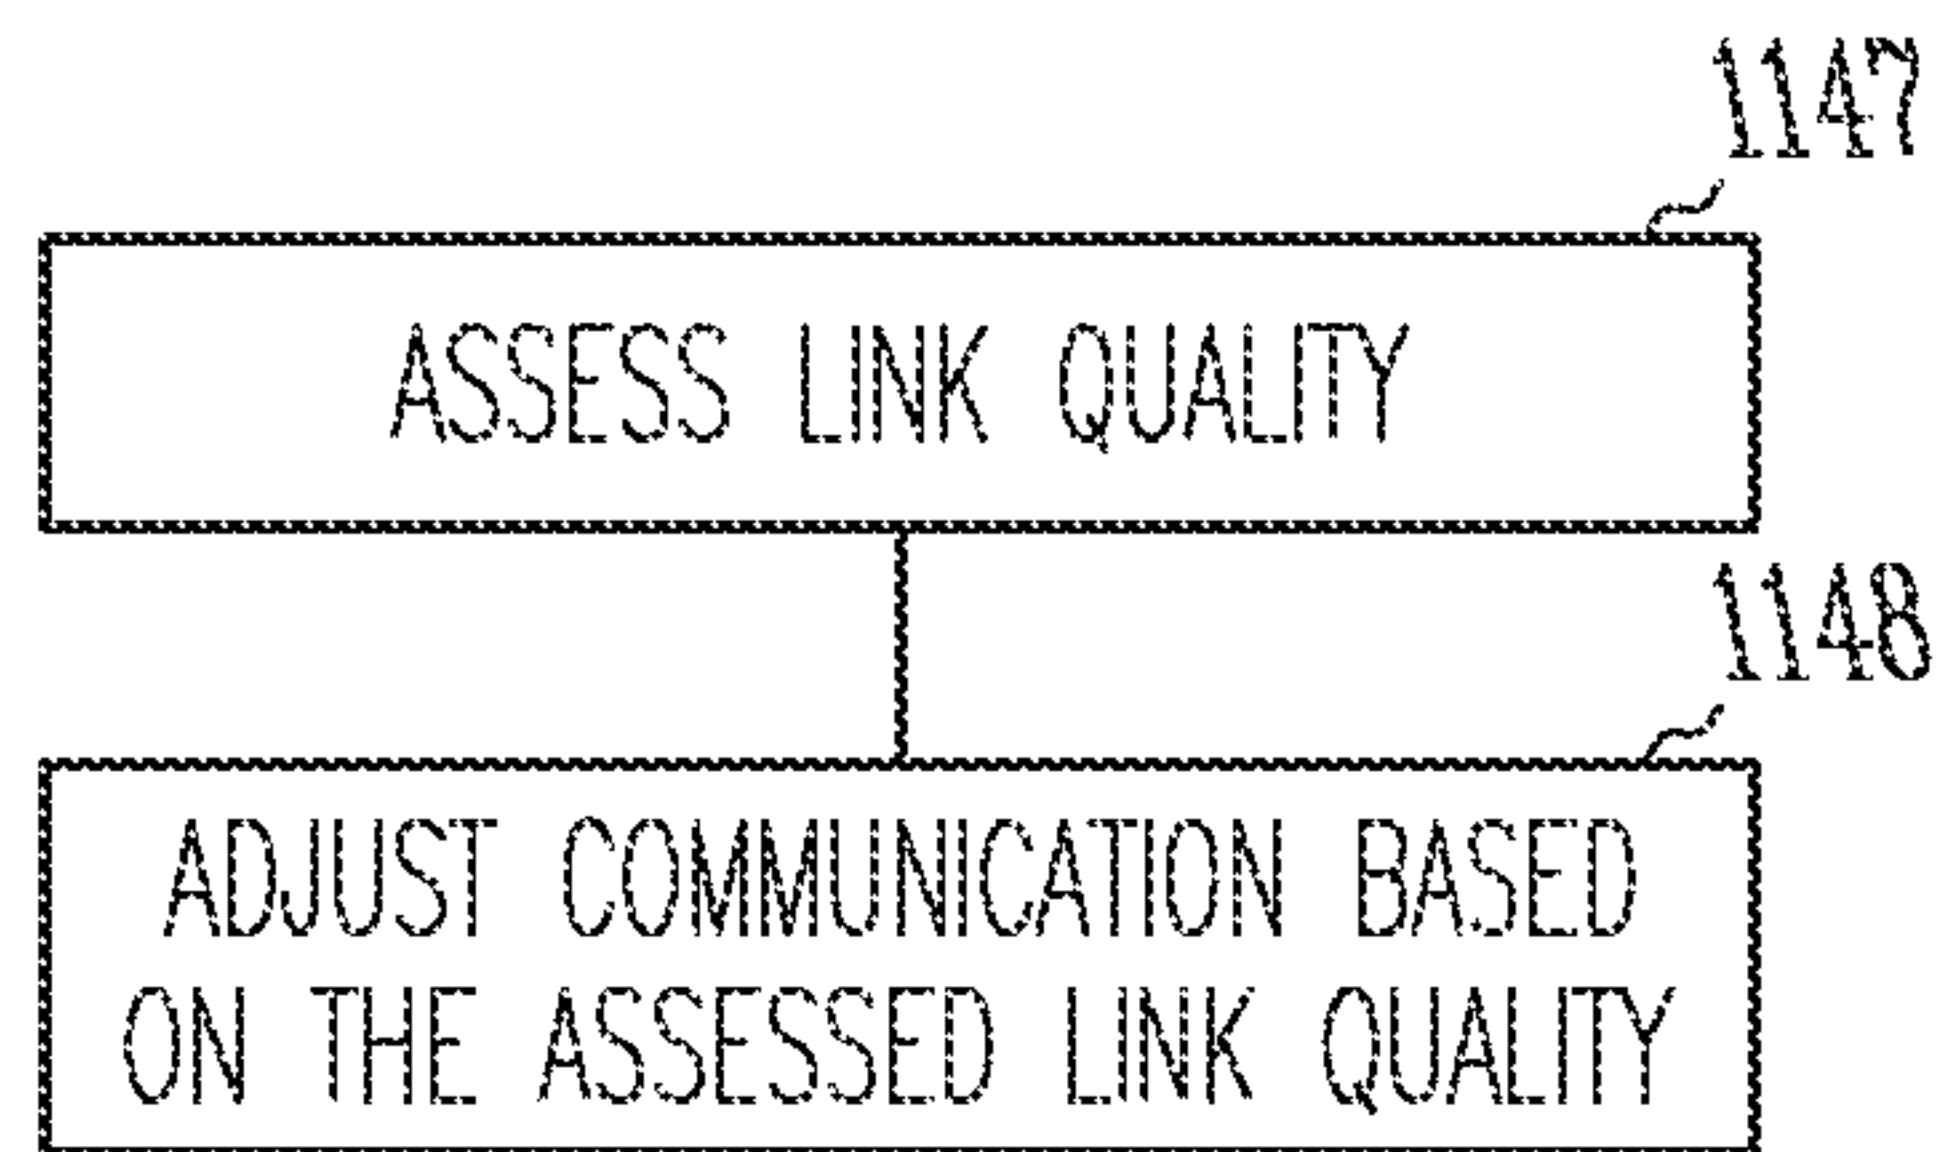 1147
ASSESS LINK QUALITY
1148
ADJUST COMMUNICATION BASED
ON THE ASSESSED LINK QUALITY